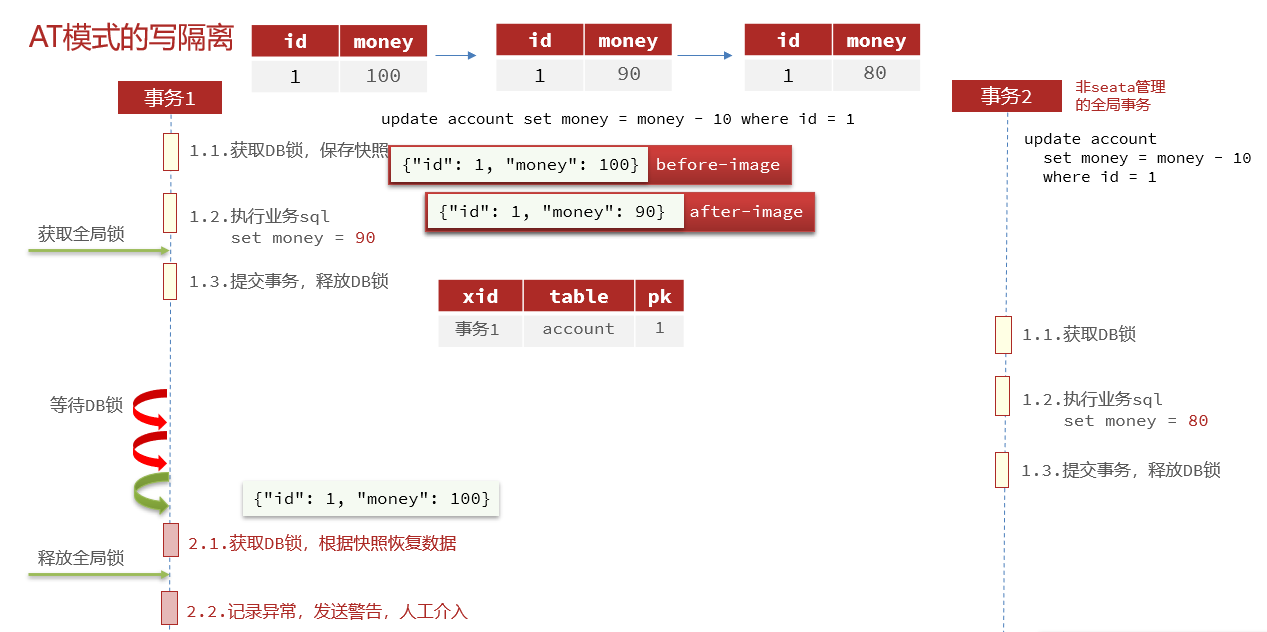 AT模式的写隔离
id money
1 100
id money
1 90
id money
1 80
update account set money = money - 10 where id = 1
事务1
1.1.获取DB锁，保存快照
{"id": 1, "money": 100} before-image
{"id": 1, "money": 90} after-image
1.2.执行业务sql
set money = 90
获取全局锁
1.3.提交事务，释放DB锁
xid table pk
事务1 account 1
等待DB锁
{"id": 1, "money": 100}
2.1.获取DB锁，根据快照恢复数据
释放全局锁
2.2.记录异常，发送警告，人工介入
事务2
非seata管理
的全局事务
update account
set money = money - 10
where id = 1
1.1.获取DB锁
1.2.执行业务sql
set money = 80
1.3.提交事务，释放DB锁